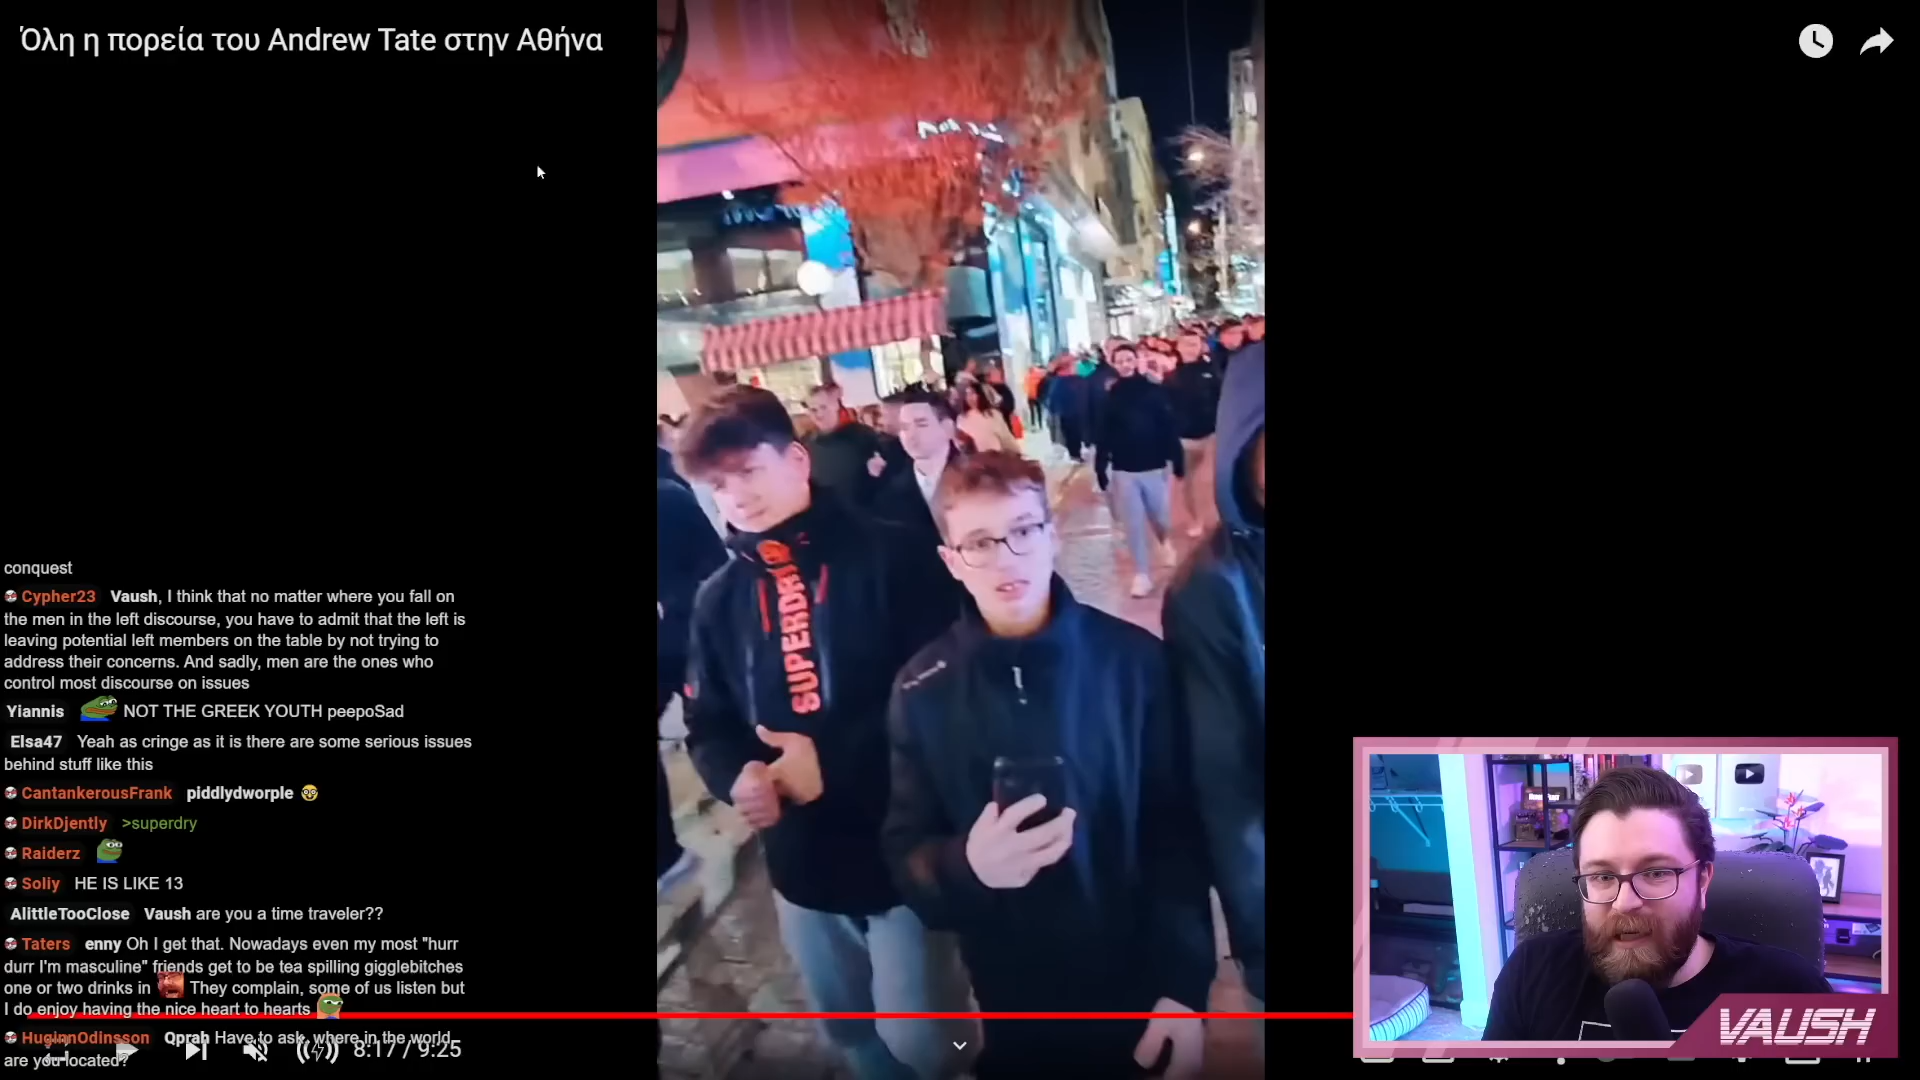 Όλη η πορεία του Andrew Tate στην Αθήνα
SUPERDRY
conquest
Cypher23 Vaush, I think that no matter where you fall on
the men in the left discourse, you have to admit that the left is
leaving potential left members on the table by not trying to
address their concerns. And sadly, men are the ones who
control most discourse on issues
Yiannis NOT THE GREEK YOUTH peepoSad
Elsa47 Yeah as cringe as it is there are some serious issues
behind stuff like this
CantankerousFrank piddlydworple
DirkDjently >superdry
Raiderz
Soliy HE IS LIKE 13
AlittleTooClose Vaush are you a time traveler??
Taters enny Oh I get that. Nowadays even my most "hurr
durr I'm masculine" friends get to be tea spilling gigglebitches
one or two drinks in They complain, some of us listen but
I do enjoy having the nice heart to hearts
HuginnOdinsson Qprah Have to ask, where in the world
are you located?
8:17 / 9:25
VAUSH